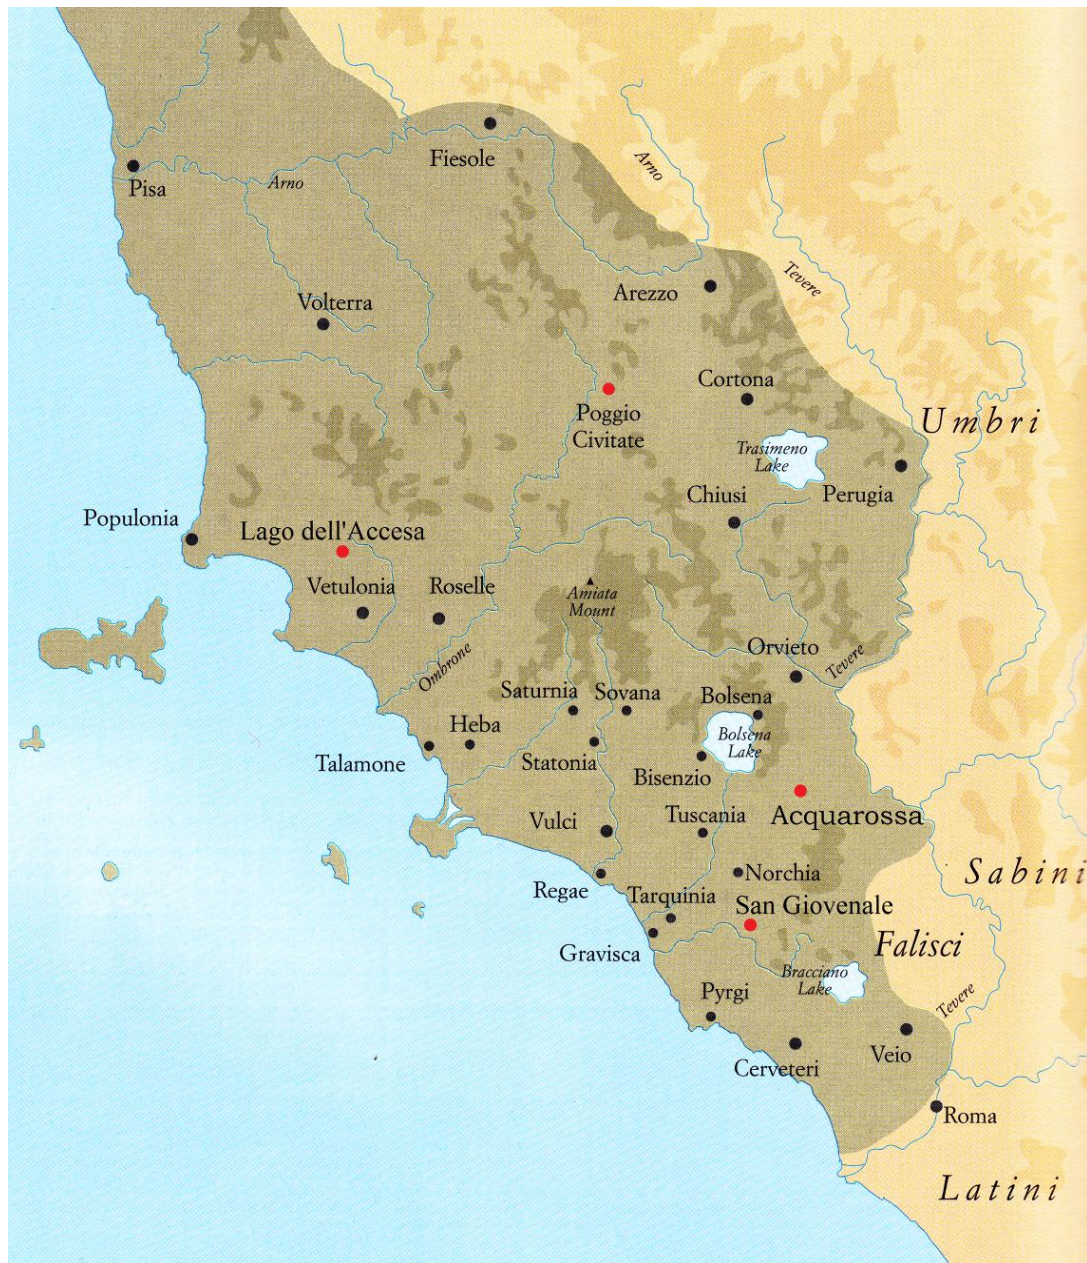 Fiesole
Pisa
Arno
Arno
Tevere
Arezzo
Volterra
Cortona
Poggio
Civitate
Umbri
Trasimeno
Lake
Chiusi
Perugia
Populonia
Lago dell'Accesa
Vetulonia
Roselle
Amiata
Mount
Ombrone
Orvieto
Tevere
Saturnia
Sovana
Bolsena
Heba
Bolsena
Lake
Talamone
Statonia
Bisenzio
Vulci
Tuscania
Acquarossa
Norchia
Sabini
Regae
Tarquinia
San Giovenale
Gravisca
Falisci
Bracciano
Lake
Pyrgi
Tevere
Cerveteri
Veio
Roma
Latini